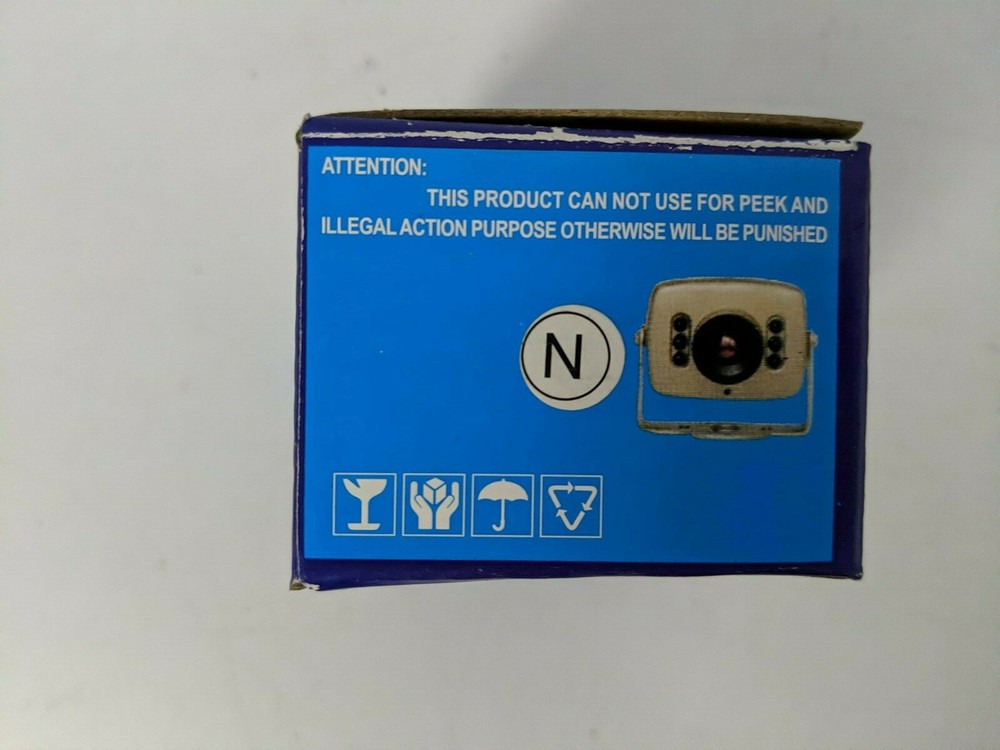 ATTENTION:
THIS PRODUCT CAN NOT USE FOR PEEK AND
ILLEGAL ACTION PURPOSE OTHERWISE WILL BE PUNISHED
N